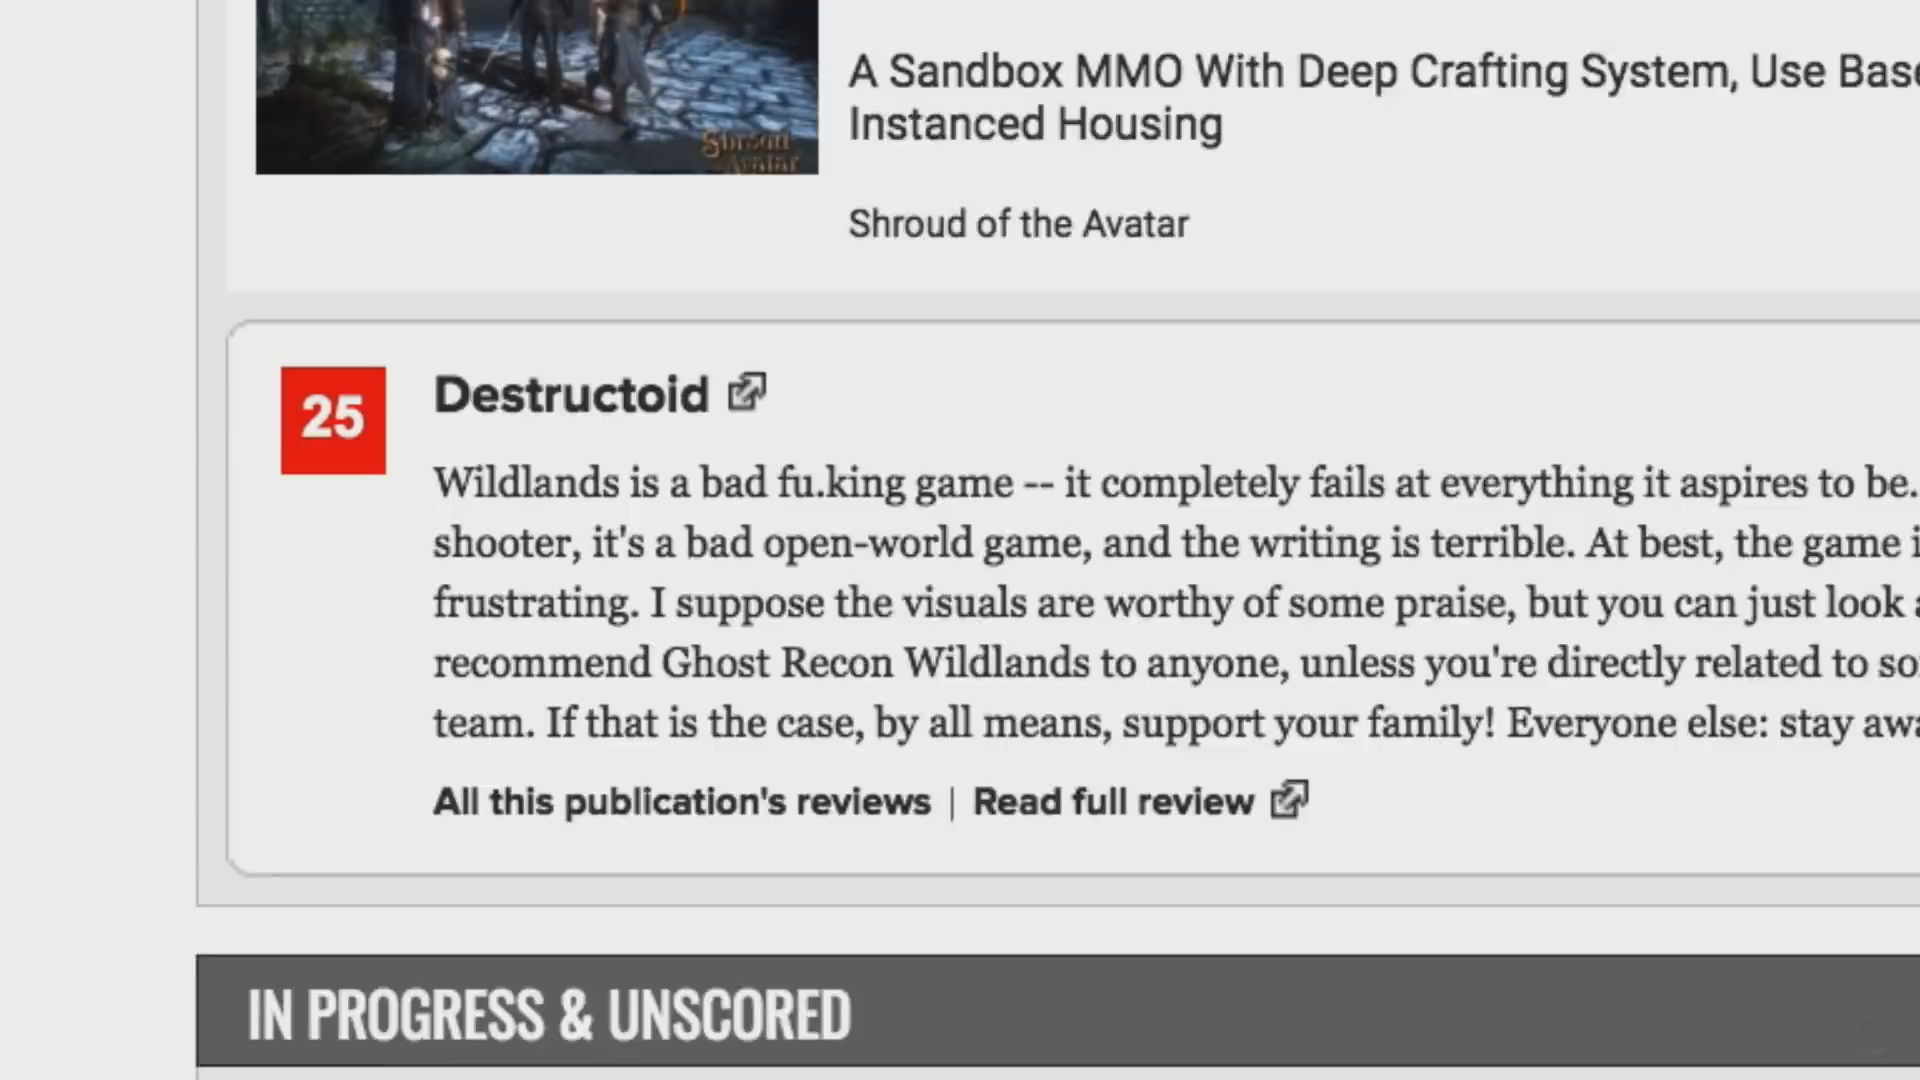 A Sandbox MMO With Deep Crafting System, Use
Instanced Housing
Shroud
Avatar
Shroud of the Avatar
25
Destructoid
Wildlands is a bad fu.king game -- it completely fails at everything it aspires to be.
shooter, it's a bad open-world game, and the writing is terrible. At best, the game
frustrating. I suppose the visuals are worthy of some praise, but you can just look
recommend Ghost Recon Wildlands to anyone, unless you're directly related to
team. If that is the case, by all means, support your family! Everyone else: stay
All this publication's reviews | Read full review
IN PROGRESS & UNSCORED